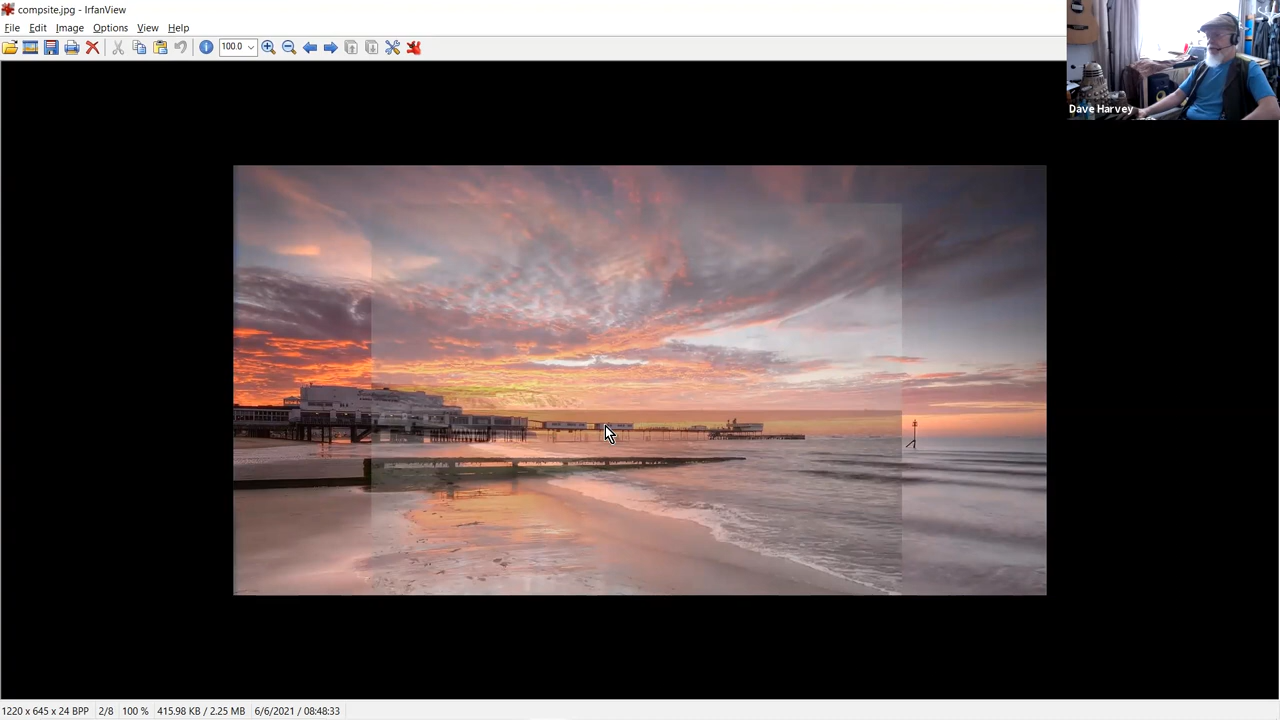 compsite.jpg - IrfanView
File Edit Image Options View Help
100.0
Dave Harvey
1220 x 645 x 24 BPP 2/8 100 % 415.98 KB / 2.25 MB 6/6/2021 / 08:48:33